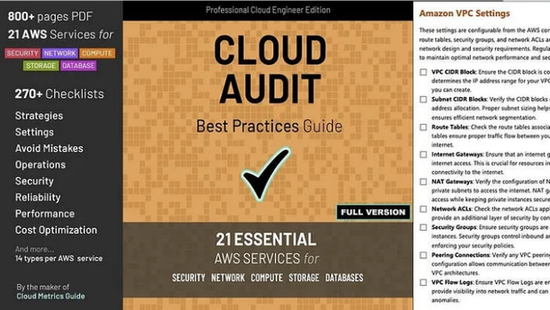 800+ pages PDF
21 AWS Services for
SECURITY NETWORK COMPUTE
STORAGE DATABASE
270+ Checklists
Strategies
Settings
Avoid Mistakes
Operations
Security
Reliability
Performance
Cost Optimization
And more...
14 types per AWS service
By the maker of
Cloud Metrics Guide
Professional Cloud Engineer Edition
CLOUD
AUDIT
Best Practices Guide
FULL VERSION
21 ESSENTIAL
AWS SERVICES for
SECURITY NETWORK COMPUTE STORAGE DATABASES
Amazon VPC Settings
These settings are configurable from the AWS con
route tables, security groups, and network ACLs a
network design and security requirements. Regula
to maintain optimal network performance and sec
VPC CIDR Block: Ensure the CIDR block is co
determines the IP address range for your VPC
you can create.
Subnet CIDR Blocks: Verify the CIDR blocks
address allocation. Proper subnet sizing help
ensures efficient network segmentation.
Route Tables: Check the route tables associa
tables ensure proper traffic flow between you
internet.
Internet Gateways: Ensure that an internet g
internet access. This is crucial for resources in
connectivity to the internet.
NAT Gateways: Verify the configuration of N
private subnets to access the internet. NAT g
access while keeping private instances secure
Network ACLs: Check the network ACLs appl
provide an additional layer of security by con
Security Groups: Ensure security groups are
instances. Security groups control inbound a
enforcing your security policies.
Peering Connections: Verify any VPC peering
configuration allows communication between
VPC architectures.
VPC Flow Logs: Ensure VPC Flow Logs are en
provide visibility into network traffic and can
anomalies.